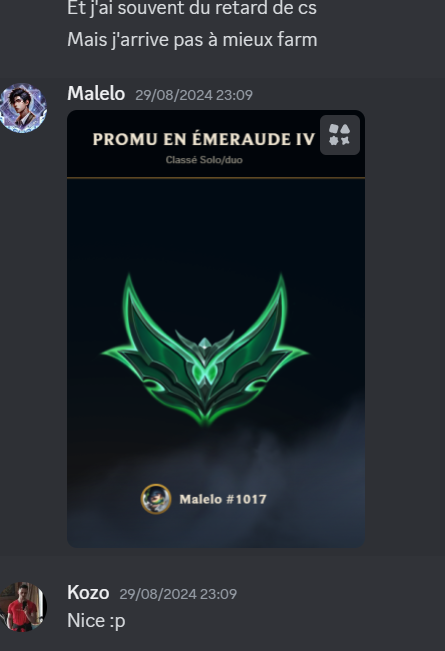 Et j'ai souvent du retard de cs
Mais j'arrive pas à mieux farm
Malelo 29/08/2024 23:09
PROMU EN ÉMERAUDE IV
Classé Solo/duo
Malelo #1017
Kozo 29/08/2024 23:09
Nice :p